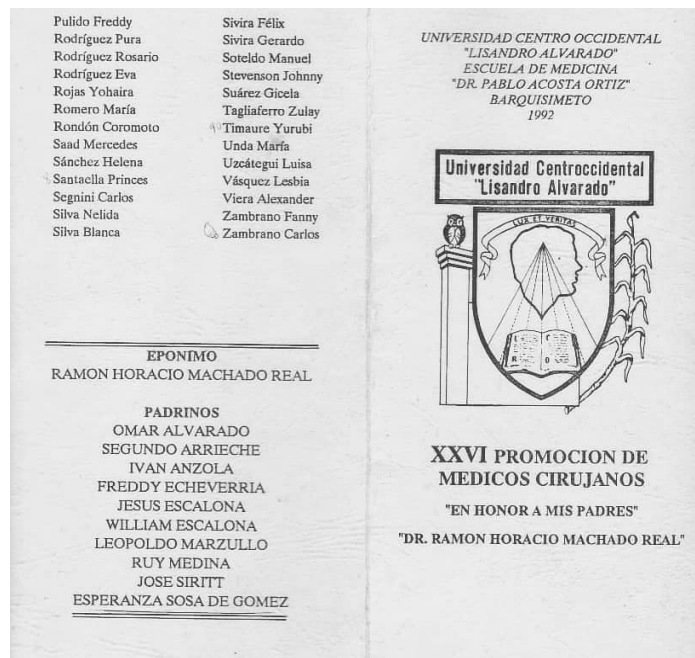 Pulido Freddy
Rodríguez Pura
Rodríguez Rosario
Rodríguez Eva
Rojas Yohaira
Romero María
Rondón Coromoto
Saad Mercedes
Sánchez Helena
Santaella Princes
Segnini Carlos
Silva Nelida
Silva Blanca
Sivira Félix
Sivira Gerardo
Soteldo Manuel
Stevenson Johnny
Suárez Gicela
Tagliaferro Zulay
Timaure Yurubi
Unda María
Uzcátegui Luisa
Vásquez Lesbia
Viera Alexander
Zambrano Fanny
Zambrano Carlos
EPONIMO
RAMON HORACIO MACHADO REAL
PADRINOS
OMAR ALVARADO
SEGUNDO ARRIECHE
IVAN ANZOLA
FREDDY ECHEVERRIA
JESUS ESCALONA
WILLIAM ESCALONA
LEOPOLDO MARZULLO
RUY MEDINA
JOSE SIRITT
ESPERANZA SOSA DE GOMEZ
UNIVERSIDAD CENTRO OCCIDENTAL
"LISANDRO ALVARADO"
ESCUELA DE MEDICINA
"DR. PABLO ACOSTA ORTIZ"
BARQUISIMETO
1992
Universidad Centroccidental
"Lisandro Alvarado"
LUX ET VERITAS
XXVI PROMOCION DE
MEDICOS CIRUJANOS
"EN HONOR A MIS PADRES"
"DR. RAMON HORACIO MACHADO REAL"